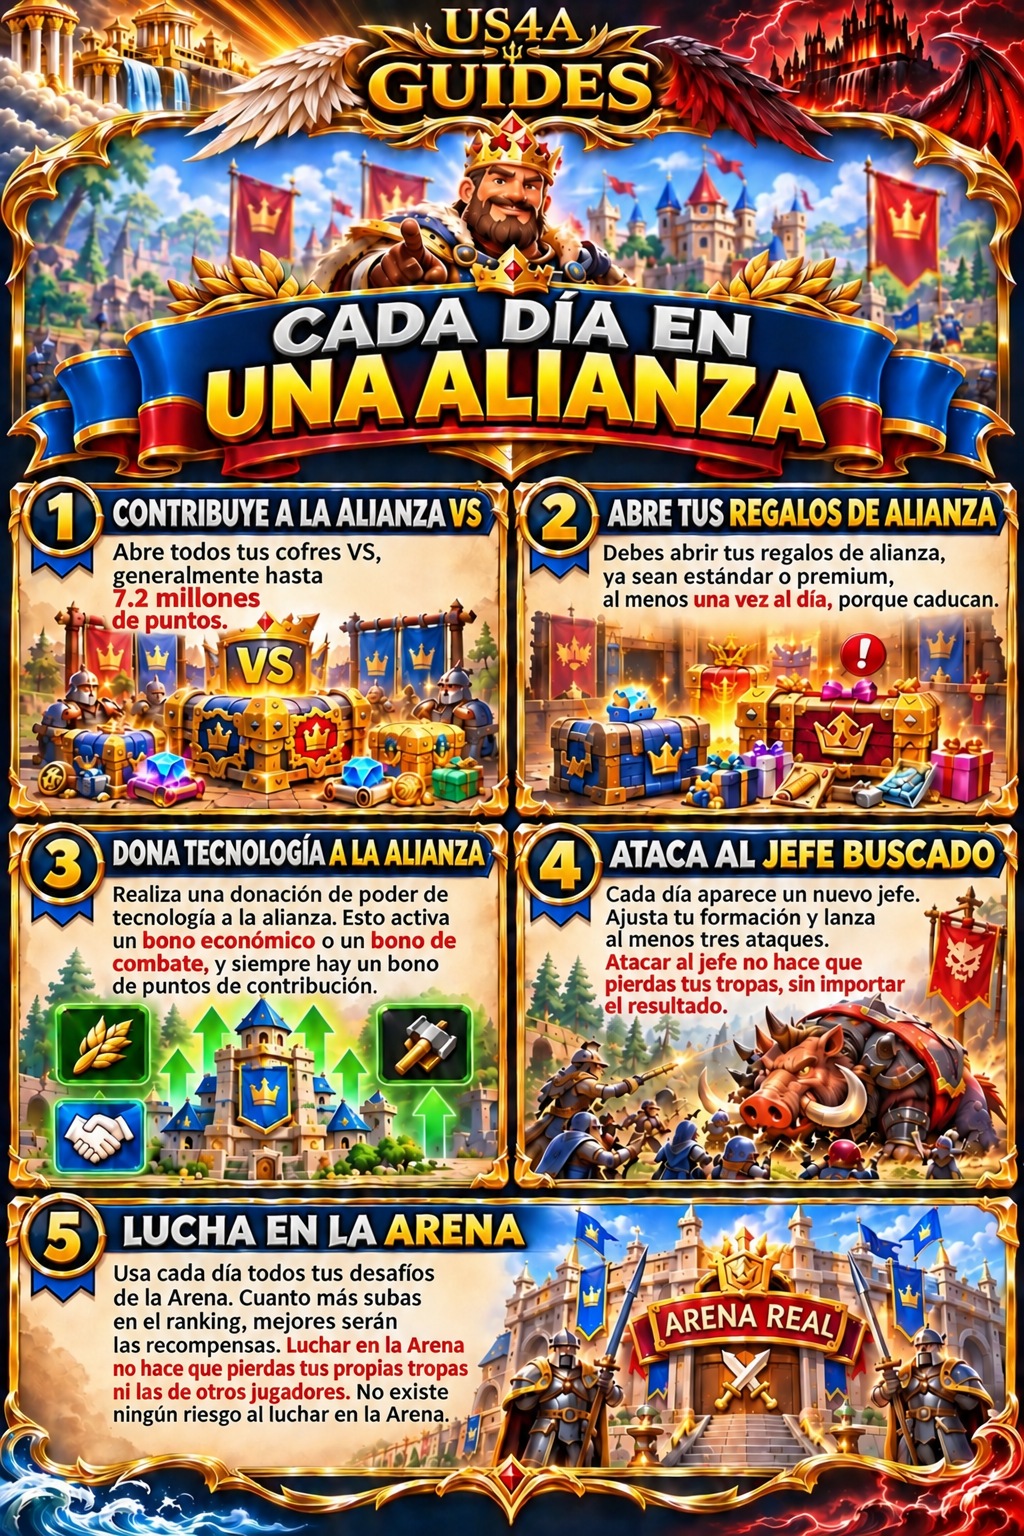 US4A
GUIDES
CADA DÍA EN
UNA ALIANZA
1 CONTRIBUYE A LA ALIANZA VS
Abre todos tus cofres VS,
generalmente hasta
7.2 millones
de puntos.
VS
2 ABRE TUS REGALOS DE ALIANZA
Debes abrir tus regalos de alianza,
ya sean estándar o premium,
al menos una vez al día, porque caducan.
!
3 DONA TECNOLOGÍA A LA ALIANZA
Realiza una donación de poder de
tecnología a la alianza. Esto activa
un bono económico o un bono de
combate, y siempre hay un bono
de puntos de contribución.
4 ATACA AL JEFE BUSCADO
Cada día aparece un nuevo jefe.
Ajusta tu formación y lanza
al menos tres ataques.
Atacar al jefe no hace que
pierdas tus tropas, sin importar
el resultado.
5 LUCHA EN LA ARENA
Usa cada día todos tus desafíos
de la Arena. Cuanto más subas
en el ranking, mejores serán
las recompensas. Luchar en la Arena
no hace que pierdas tus propias tropas
ni las de otros jugadores. No existe
ningún riesgo al luchar en la Arena.
ARENA REAL